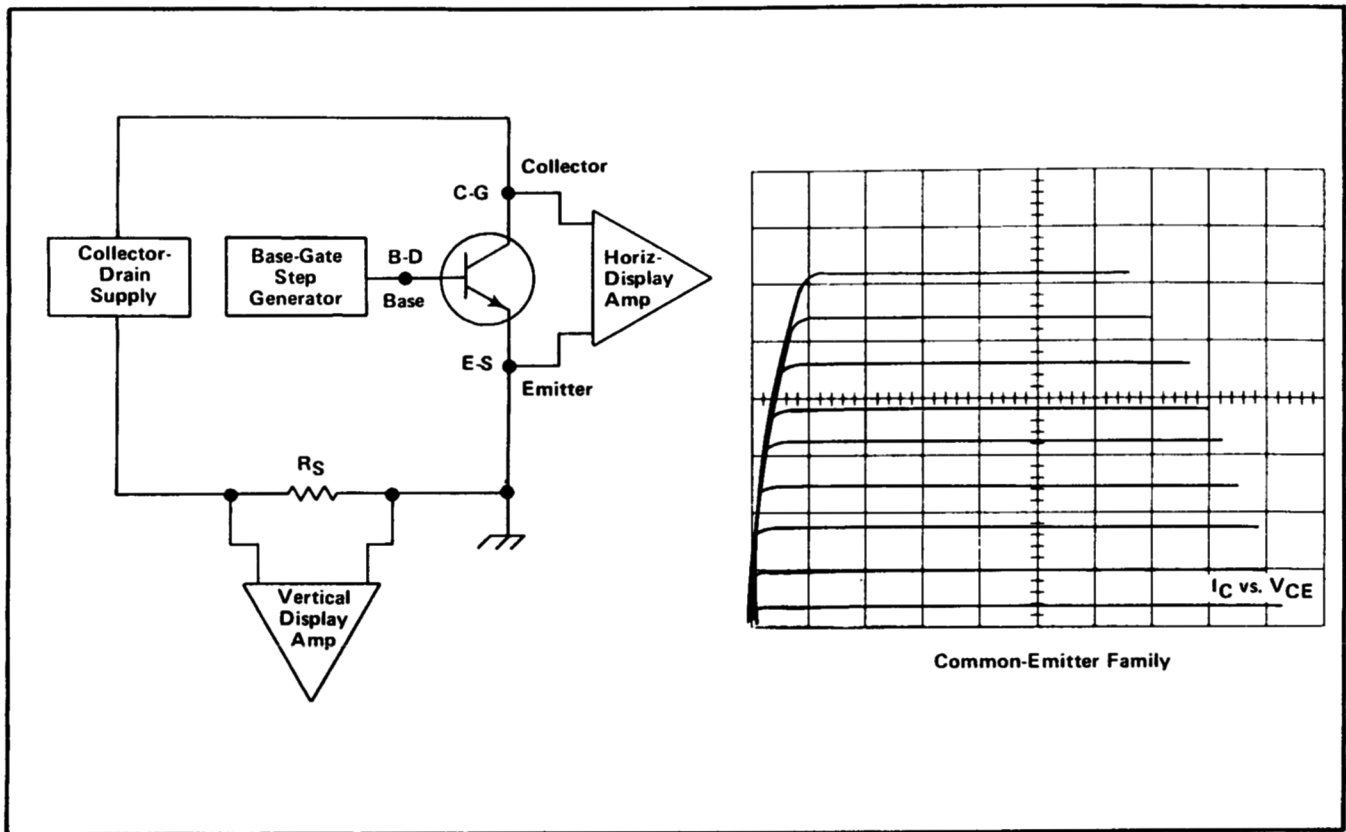 Collector
C-G
Collector-
Drain
Supply
Base-Gate
Step
Generator
B-D
Base
Horiz-
Display
Amp
E-S
Emitter
RS
Vertical
Display
Amp
IC vs. VCE
Common-Emitter Family